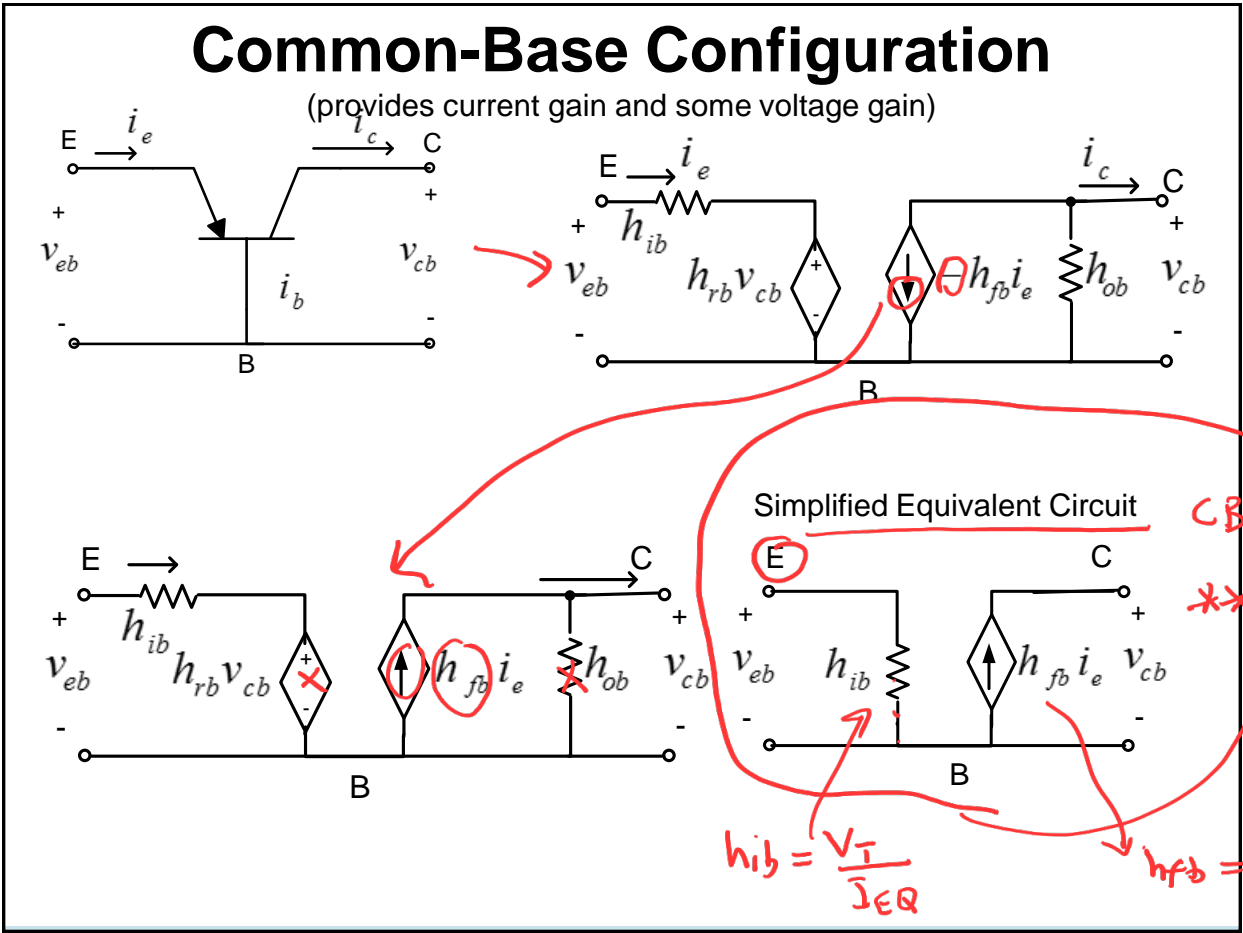 Common-Base Configuration
(provides current gain and some voltage gain)
E i_e i_c C
+ +
v_eb v_cb
i_b
- -
B
E i_e i_c C
+ h_ib +
v_eb h_rb v_cb + - -h_fb i_e h_ob v_cb
- -
B
Simplified Equivalent Circuit CB
E C
+ h_ib +
v_eb h_rb v_cb + - h_fb i_e h_ob v_cb
- -
B
E C **
+ +
v_eb h_ib h_fb i_e v_cb
- -
B
hib = V_T / I_EQ
hfb =